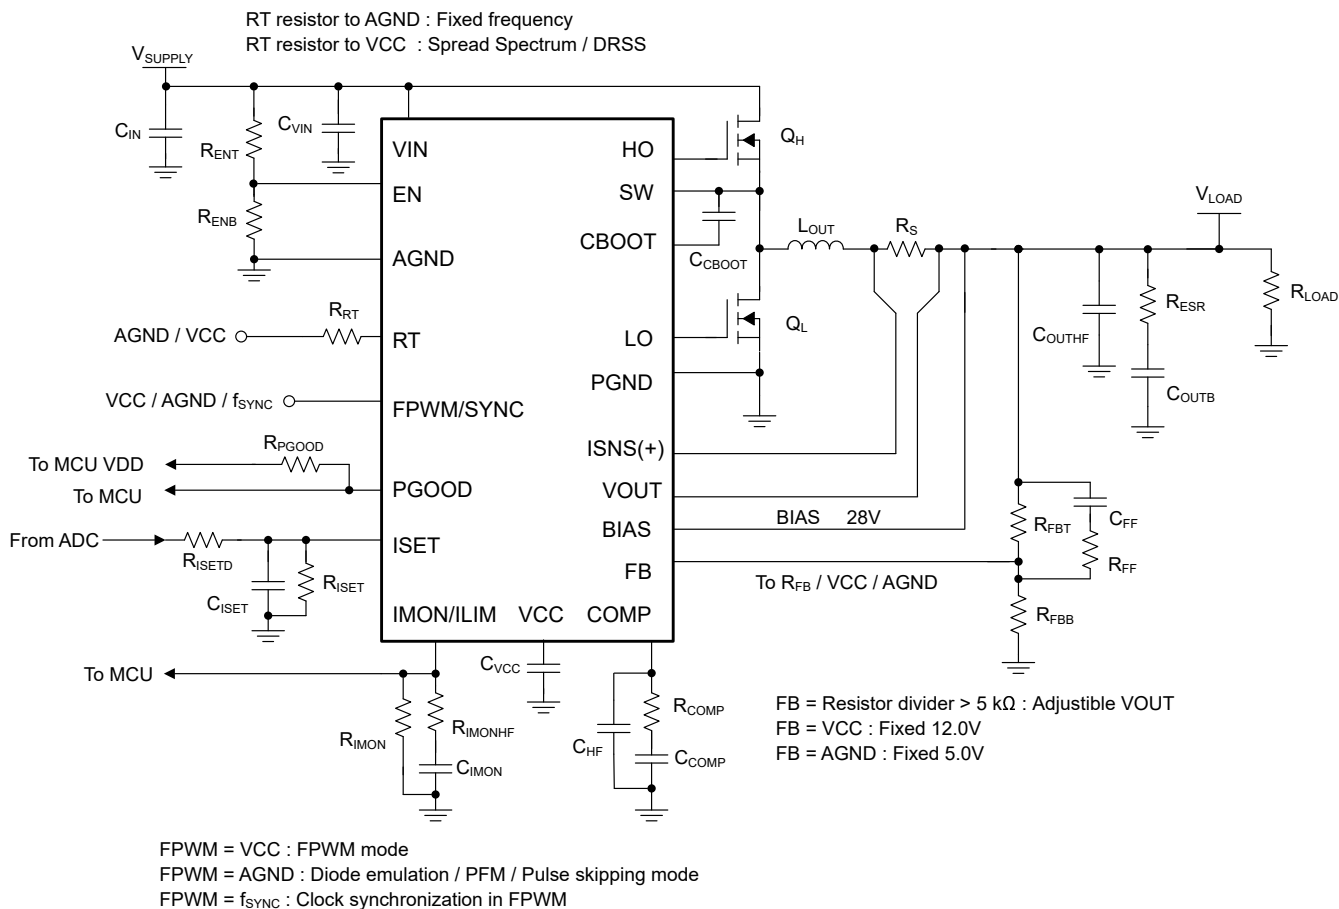 RT resistor to AGND : Fixed frequency
RT resistor to VCC : Spread Spectrum / DRSS
VSUPPLY
CIN
RENT
CVIN
RENB
VIN
EN
AGND
RT
FPWM/SYNC
PGOOD
ISET
IMON/ILIM
VCC
COMP
HO
SW
CBOOT
LO
PGND
ISNS(+)
VOUT
BIAS
FB
QH
CCBOOT
QL
LOUT
RS
VLOAD
RLOAD
RESR
COUTHF
COUTB
RRT
AGND / VCC
VCC / AGND / fSYNC
RPGOOD
To MCU VDD
To MCU
From ADC
RISETD
CISET
RISET
BIAS 28V
To RFB / VCC / AGND
RFBT
CFF
RFF
RFBB
To MCU
RIMON
RIMONHF
CIMON
CVCC
CHF
RCOMP
CCOMP
FB = Resistor divider > 5 kΩ : Adjustible VOUT
FB = VCC : Fixed 12.0V
FB = AGND : Fixed 5.0V
FPWM = VCC : FPWM mode
FPWM = AGND : Diode emulation / PFM / Pulse skipping mode
FPWM = fSYNC : Clock synchronization in FPWM